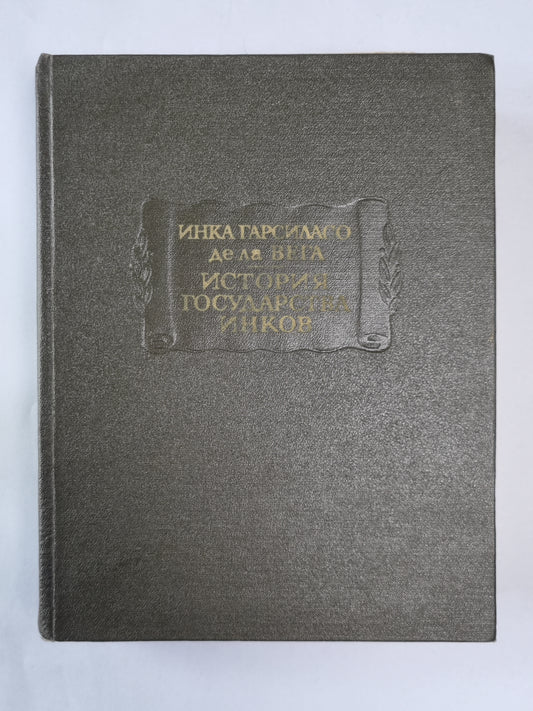 ИНКА ГАРСИЛАСО
де ла ВЕГА
ИСТОРИЯ
ГОСУДАРСТВА
ИНКОВ